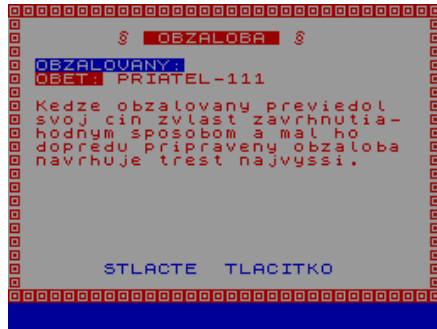 § OBZALOBA §
OBZALOVANY:
OBET: PRIATEL-111
Kedze obzalovany previedol
svoj cin zvlast zavrhnutia-
hodnym sposobom a mal ho
dopredu pripraveny obzaloba
navrhuje trest najvyssi.
STLACTE TLACITKO